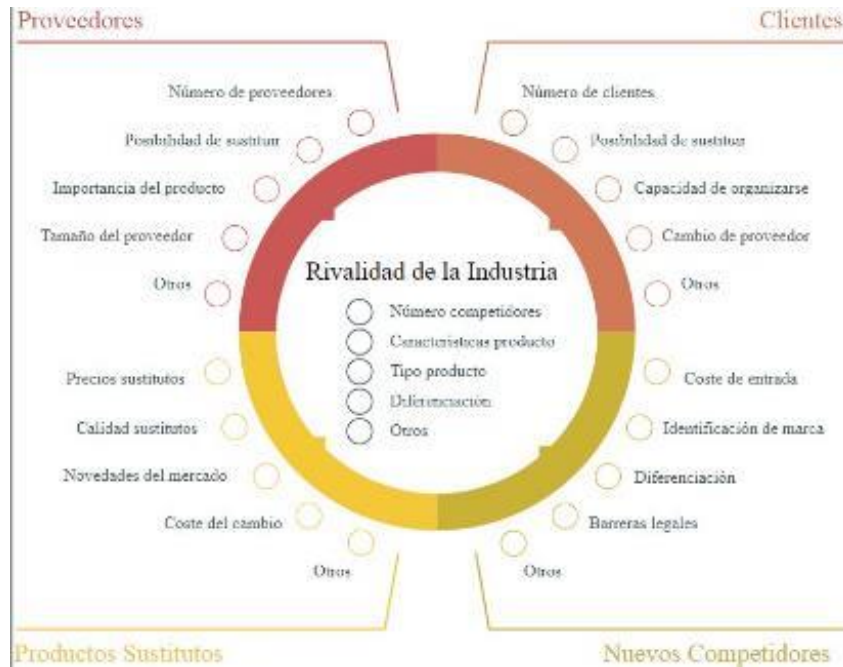 Proveedores
Clientes
Número de proveedores
Posibilidad de sustituir
Importancia del producto
Tamaño del proveedor
Otros
Número de clientes
Posibilidad de sustituir
Capacidad de organizarse
Cambio de proveedor
Otros
Rivalidad de la Industria
Número competidores
Características producto
Tipo producto
Diferenciación
Otros
Precios sustitutos
Calidad sustitutos
Novedades del mercado
Coste del cambio
Otros
Coste de entrada
Identificación de marca
Diferenciación
Barreras legales
Otros
Productos Sustitutos
Nuevos Competidores